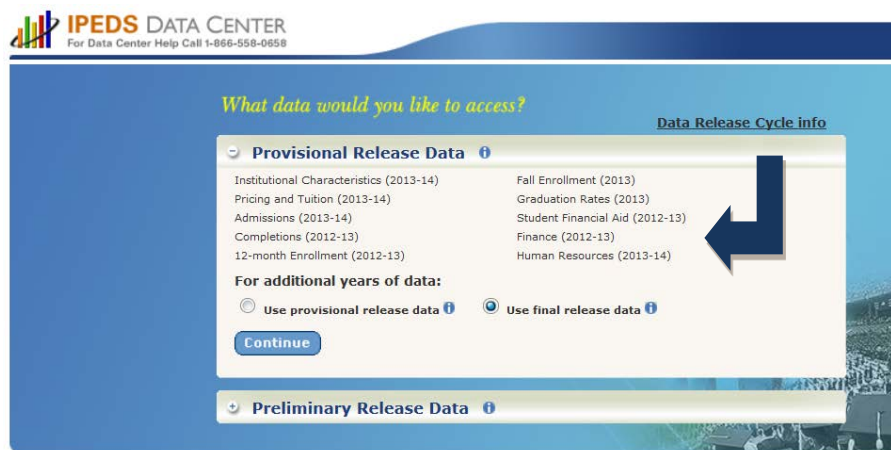 IPEDS DATA CENTER
For Data Center Help Call 1-866-558-0658
What data would you like to access?
Data Release Cycle info
Provisional Release Data
Institutional Characteristics (2013-14)
Pricing and Tuition (2013-14)
Admissions (2013-14)
Completions (2012-13)
12-month Enrollment (2012-13)
Fall Enrollment (2013)
Graduation Rates (2013)
Student Financial Aid (2012-13)
Finance (2012-13)
Human Resources (2013-14)
For additional years of data:
Use provisional release data
Use final release data
Continue
Preliminary Release Data